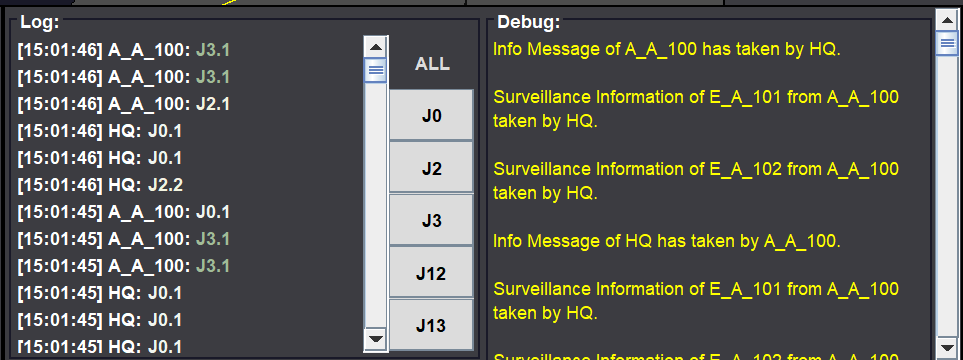 Log:
[15:01:46] A_A_100: J3.1
[15:01:46] A_A_100: J3.1
[15:01:46] A_A_100: J2.1
[15:01:46] HQ: J0.1
[15:01:46] HQ: J0.1
[15:01:46] HQ: J2.2
[15:01:45] A_A_100: J0.1
[15:01:45] A_A_100: J3.1
[15:01:45] A_A_100: J3.1
[15:01:45] HQ: J0.1
[15:01:45] HQ: J0.1
[15:01:45] HQ: J0.1
ALL
J0
J2
J3
J12
J13
Debug:
Info Message of A_A_100 has taken by HQ.
Surveillance Information of E_A_101 from A_A_100
taken by HQ.
Surveillance Information of E_A_102 from A_A_100
taken by HQ.
Info Message of HQ has taken by A_A_100.
Surveillance Information of E_A_101 from A_A_100
taken by HQ.
Surveillance Information of E_A_102 from A_A_100